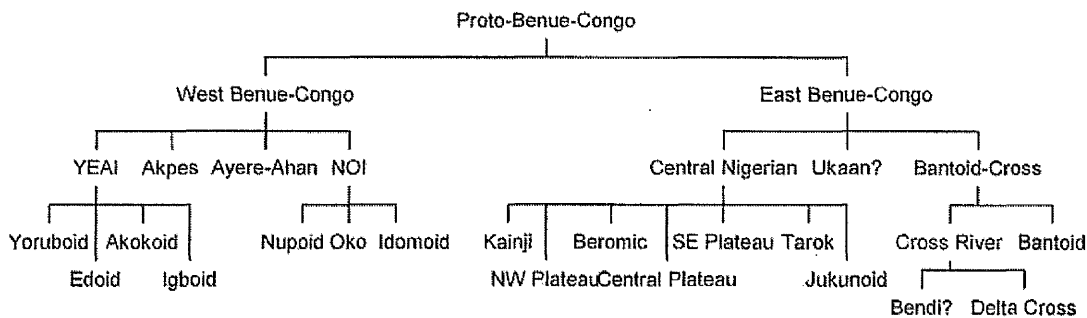 Proto-Benue-Congo
West Benue-Congo East Benue-Congo
YEAI Akpes Ayere-Ahan NOI Central Nigerian Ukaan? Bantoid-Cross
Yoruboid Akokoid Nupoid Oko Idomoid Kainji Beromic SE Plateau Tarok Cross River Bantoid
Edoid Igboid NW Plateau Central Plateau Jukunoid
Bendi? Delta Cross